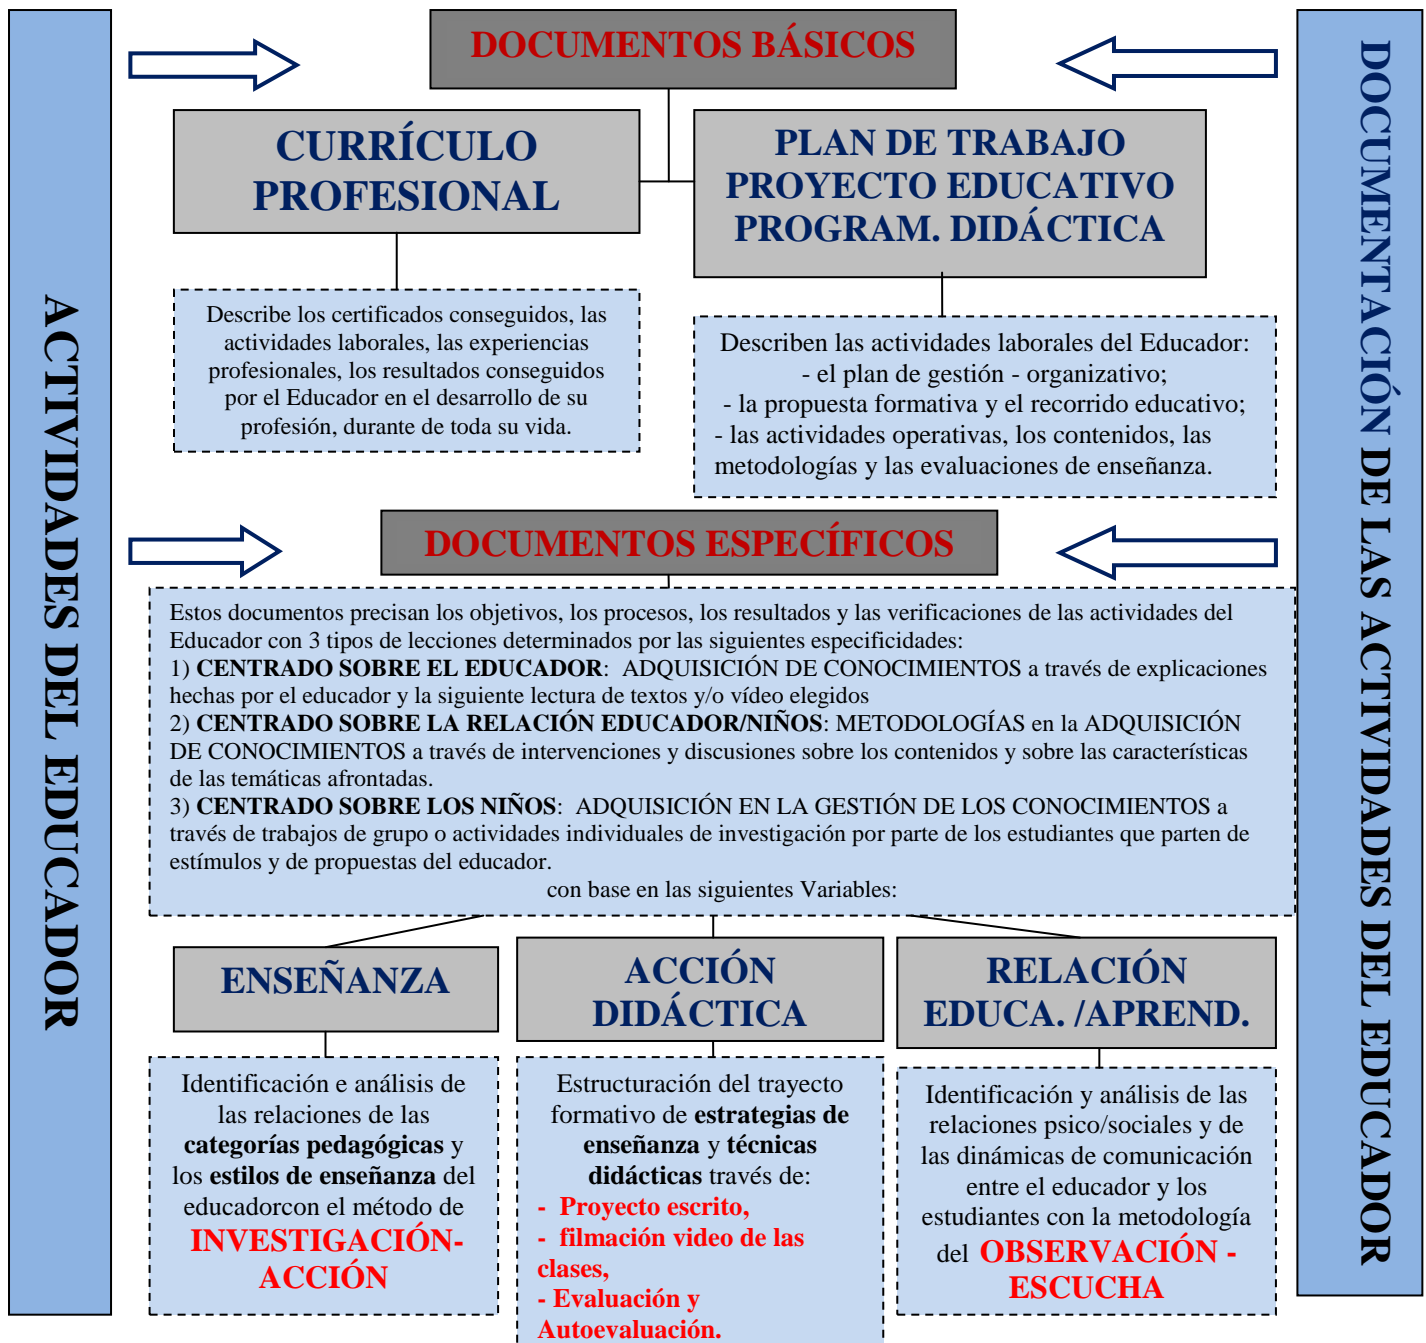 ACTIVIDADES DEL EDUCADOR
DOCUMENTOS BÁSICOS
CURRÍCULO
PROFESIONAL
PLAN DE TRABAJO
PROYECTO EDUCATIVO
PROGRAM. DIDÁCTICA
Describe los certificados conseguidos, las
actividades laborales, las experiencias
profesionales, los resultados conseguidos
por el Educador en el desarrollo de su
profesión, durante de toda su vida.
Describen las actividades laborales del Educador:
- el plan de gestión - organizativo;
- la propuesta formativa y el recorrido educativo;
- las actividades operativas, los contenidos, las
metodologías y las evaluaciones de enseñanza.
DOCUMENTOS ESPECÍFICOS
Estos documentos precisan los objetivos, los procesos, los resultados y las verificaciones de las actividades del
Educador con 3 tipos de lecciones determinados por las siguientes especificidades:
1) CENTRADO SOBRE EL EDUCADOR: ADQUISICIÓN DE CONOCIMIENTOS a través de explicaciones
hechas por el educador y la siguiente lectura de textos y/o vídeo elegidos
2) CENTRADO SOBRE LA RELACIÓN EDUCADOR/NIÑOS: METODOLOGÍAS en la ADQUISICIÓN
DE CONOCIMIENTOS a través de intervenciones y discusiones sobre los contenidos y sobre las características
de las temáticas afrontadas.
3) CENTRADO SOBRE LOS NIÑOS: ADQUISICIÓN EN LA GESTIÓN DE LOS CONOCIMIENTOS a
través de trabajos de grupo o actividades individuales de investigación por parte de los estudiantes que parten de
estímulos y de propuestas del educador.
con base en las siguientes Variables:
ENSEÑANZA
ACCIÓN
DIDÁCTICA
RELACIÓN
EDUCA. /APREND.
Identificación e análisis de
las relaciones de las
categorías pedagógicas y
los estilos de enseñanza del
educadorcon el método de
INVESTIGACIÓN-
ACCIÓN
Estructuración del trayecto
formativo de estrategias de
enseñanza y técnicas
didácticas través de:
- Proyecto escrito,
- filmación video de las
clases,
- Evaluación y
Autoevaluación.
Identificación y análisis de las
relaciones psico/sociales y de
las dinámicas de comunicación
entre el educador y los
estudiantes con la metodología
del OBSERVACIÓN -
ESCUCHA
DOCUMENTACIÓN DE LAS ACTIVIDADES DEL EDUCADOR